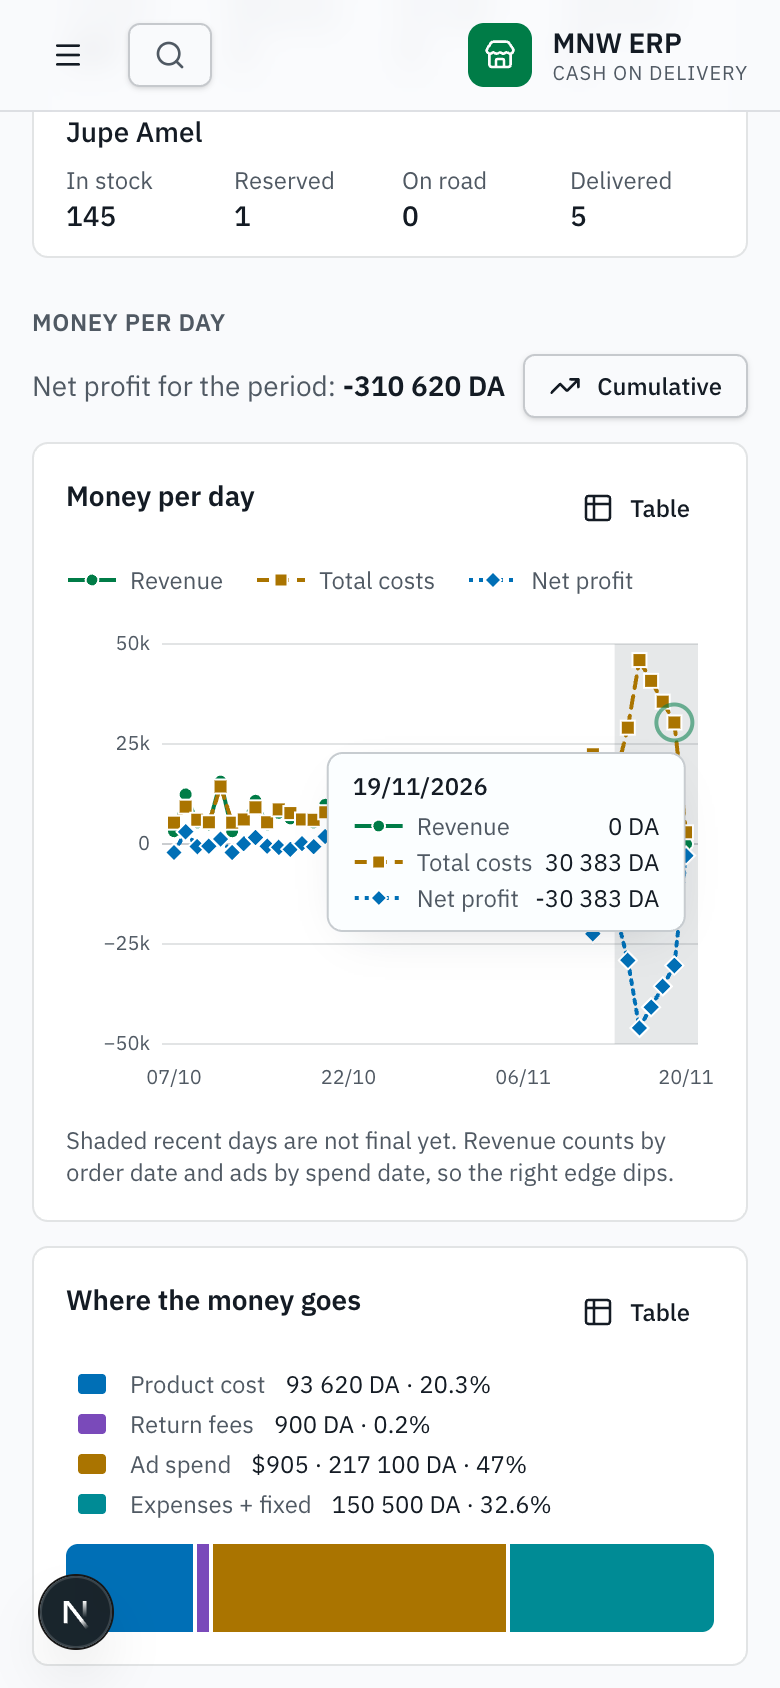 MNW ERP
CASH ON DELIVERY
Jupe Amel
In stock Reserved On road Delivered
145 1 0 5
MONEY PER DAY
Net profit for the period: -310 620 DA Cumulative
Money per day Table
Revenue Total costs Net profit
50k
25k
19/11/2026
Revenue 0 DA
0
Total costs 30 383 DA
Net profit -30 383 DA
−25k
−50k
07/10 22/10 06/11 20/11
Shaded recent days are not final yet. Revenue counts by
order date and ads by spend date, so the right edge dips.
Where the money goes Table
Product cost 93 620 DA · 20.3%
Return fees 900 DA · 0.2%
Ad spend $905 · 217 100 DA · 47%
Expenses + fixed 150 500 DA · 32.6%
N